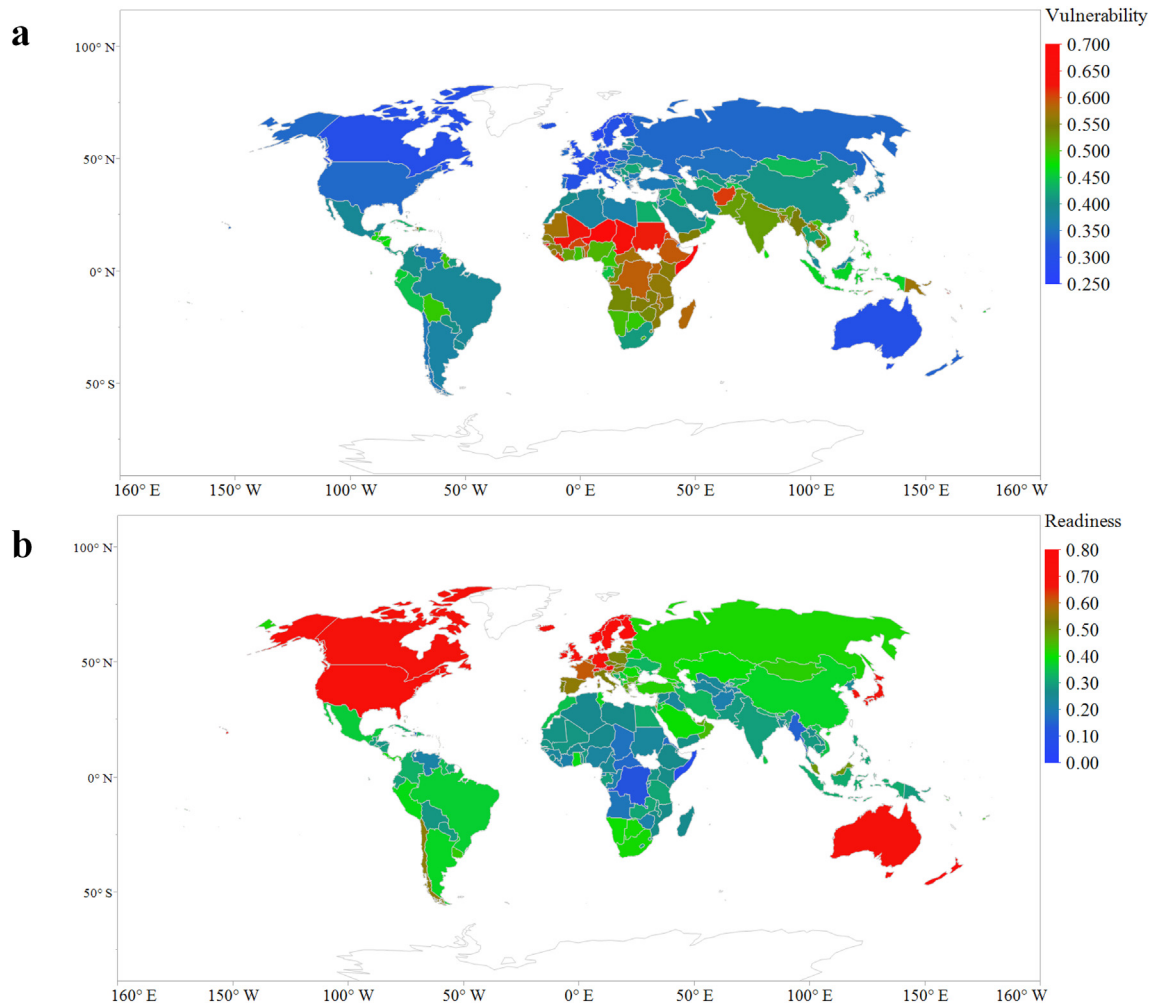 a
Vulnerability
0.700
0.650
0.600
0.550
0.500
0.450
0.400
0.350
0.300
0.250
100° N
50° N
0° N
50° S
160° E 150° W 100° W 50° W 0° E 50° E 100° E 150° E 160° W
b
Readiness
0.80
0.70
0.60
0.50
0.40
0.30
0.20
0.10
0.00
100° N
50° N
0° N
50° S
160° E 150° W 100° W 50° W 0° E 50° E 100° E 150° E 160° W